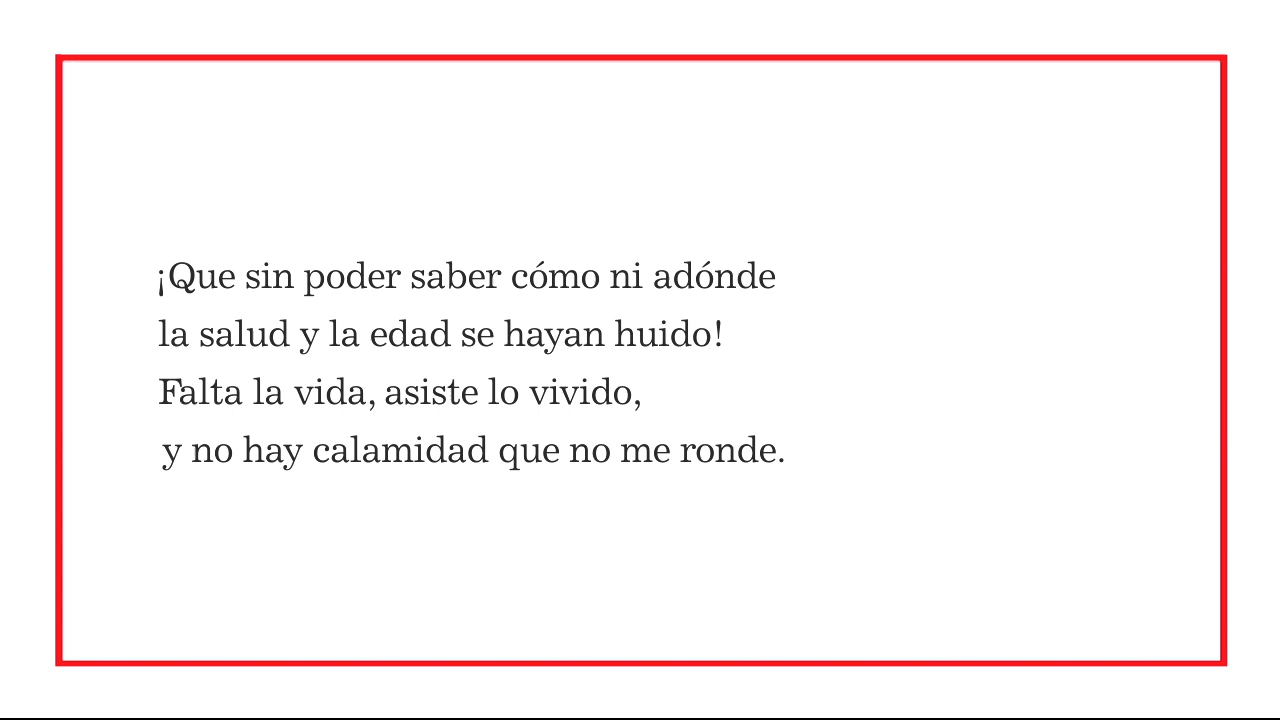 ¡Que sin poder saber cómo ni adónde
la salud y la edad se hayan huido!
Falta la vida, asiste lo vivido,
y no hay calamidad que no me ronde.